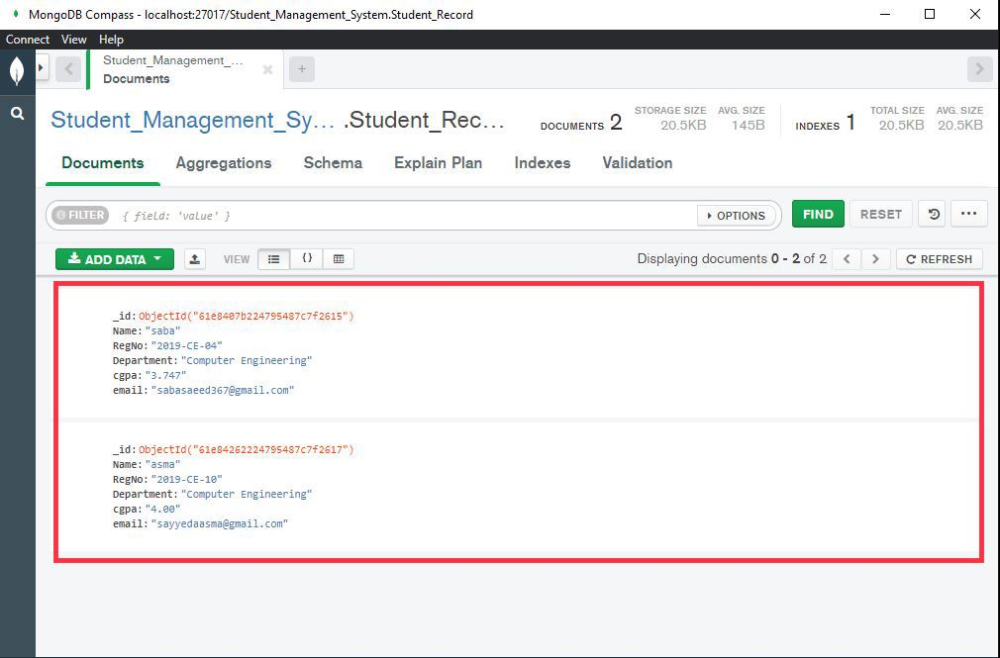 MongoDB Compass - localhost:27017/Student_Management_System.Student_Record
Connect View Help
Student_Management_...
Documents
Student_Management_Sy... .Student_Rec...
DOCUMENTS 2
STORAGE SIZE AVG. SIZE
20.5KB 145B
INDEXES 1
TOTAL SIZE AVG. SIZE
20.5KB 20.5KB
Documents Aggregations Schema Explain Plan Indexes Validation
FILTER { field: 'value' } OPTIONS FIND RESET ...
ADD DATA VIEW {} Displaying documents 0 - 2 of 2 < > REFRESH
_id: ObjectId("61e8407b224795487c7f2615")
Name: "saba"
RegNo: "2019-CE-04"
Department: "Computer Engineering"
cgpa: "3.747"
email: "sabasaeed367@gmail.com"
_id: ObjectId("61e84262224795487c7f2617")
Name: "asma"
RegNo: "2019-CE-10"
Department: "Computer Engineering"
cgpa: "4.00"
email: "sayyedaasma@gmail.com"